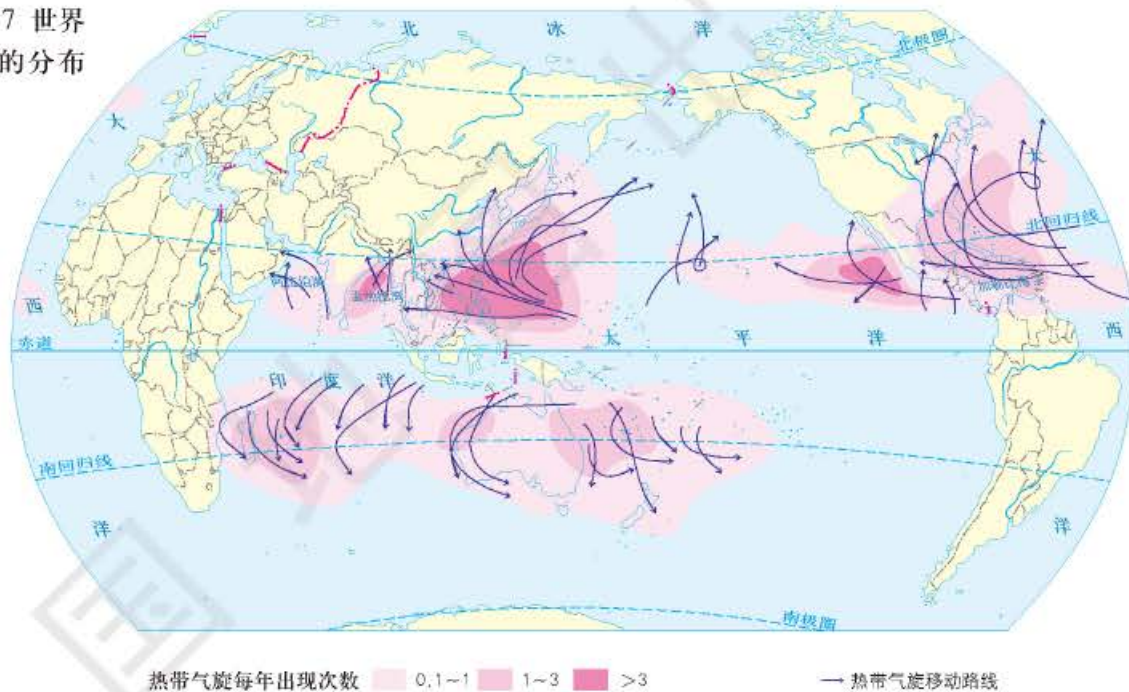 7 世界
的分布
北 冰 洋
北极圈
大
大
北回归线
阿拉伯海
孟加拉湾
加勒比海
西
太 平 洋
西
赤道
印 度 洋
南回归线
洋
洋
南极圈
热带气旋每年出现次数 0.1~1 1~3 >3 热带气旋移动路线